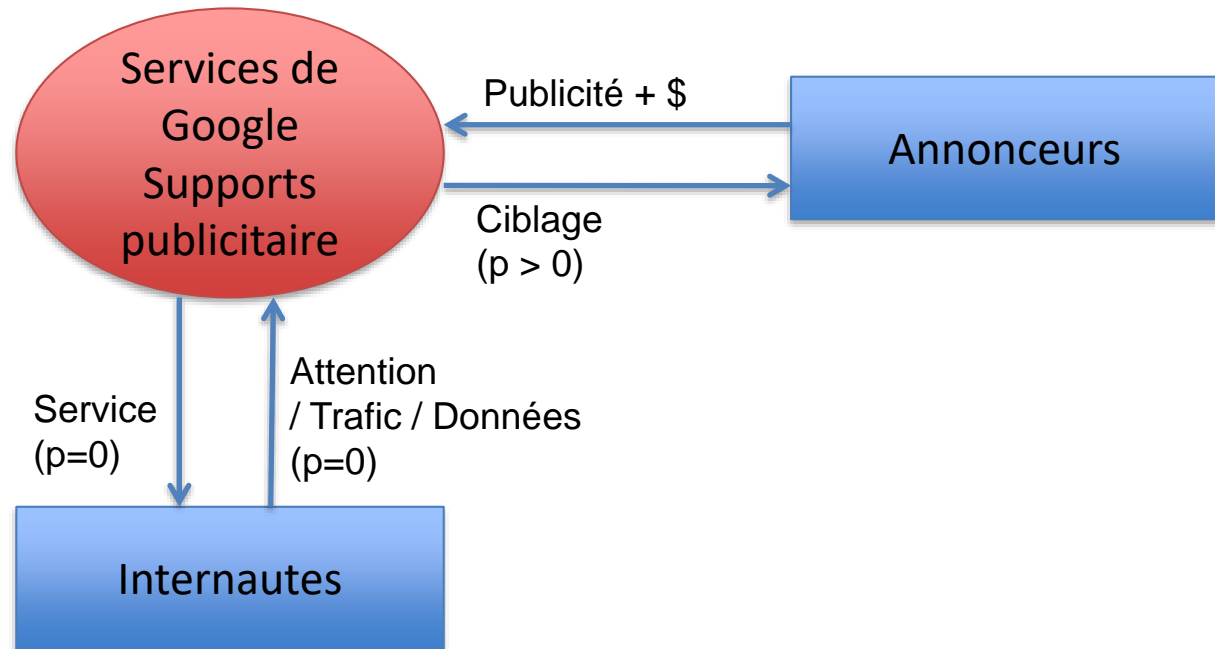 Services de
Google
Supports
publicitaire
Publicité + $
Annonceurs
Ciblage
(p > 0)
Service
(p=0)
Attention
/ Trafic / Données
(p=0)
Internautes